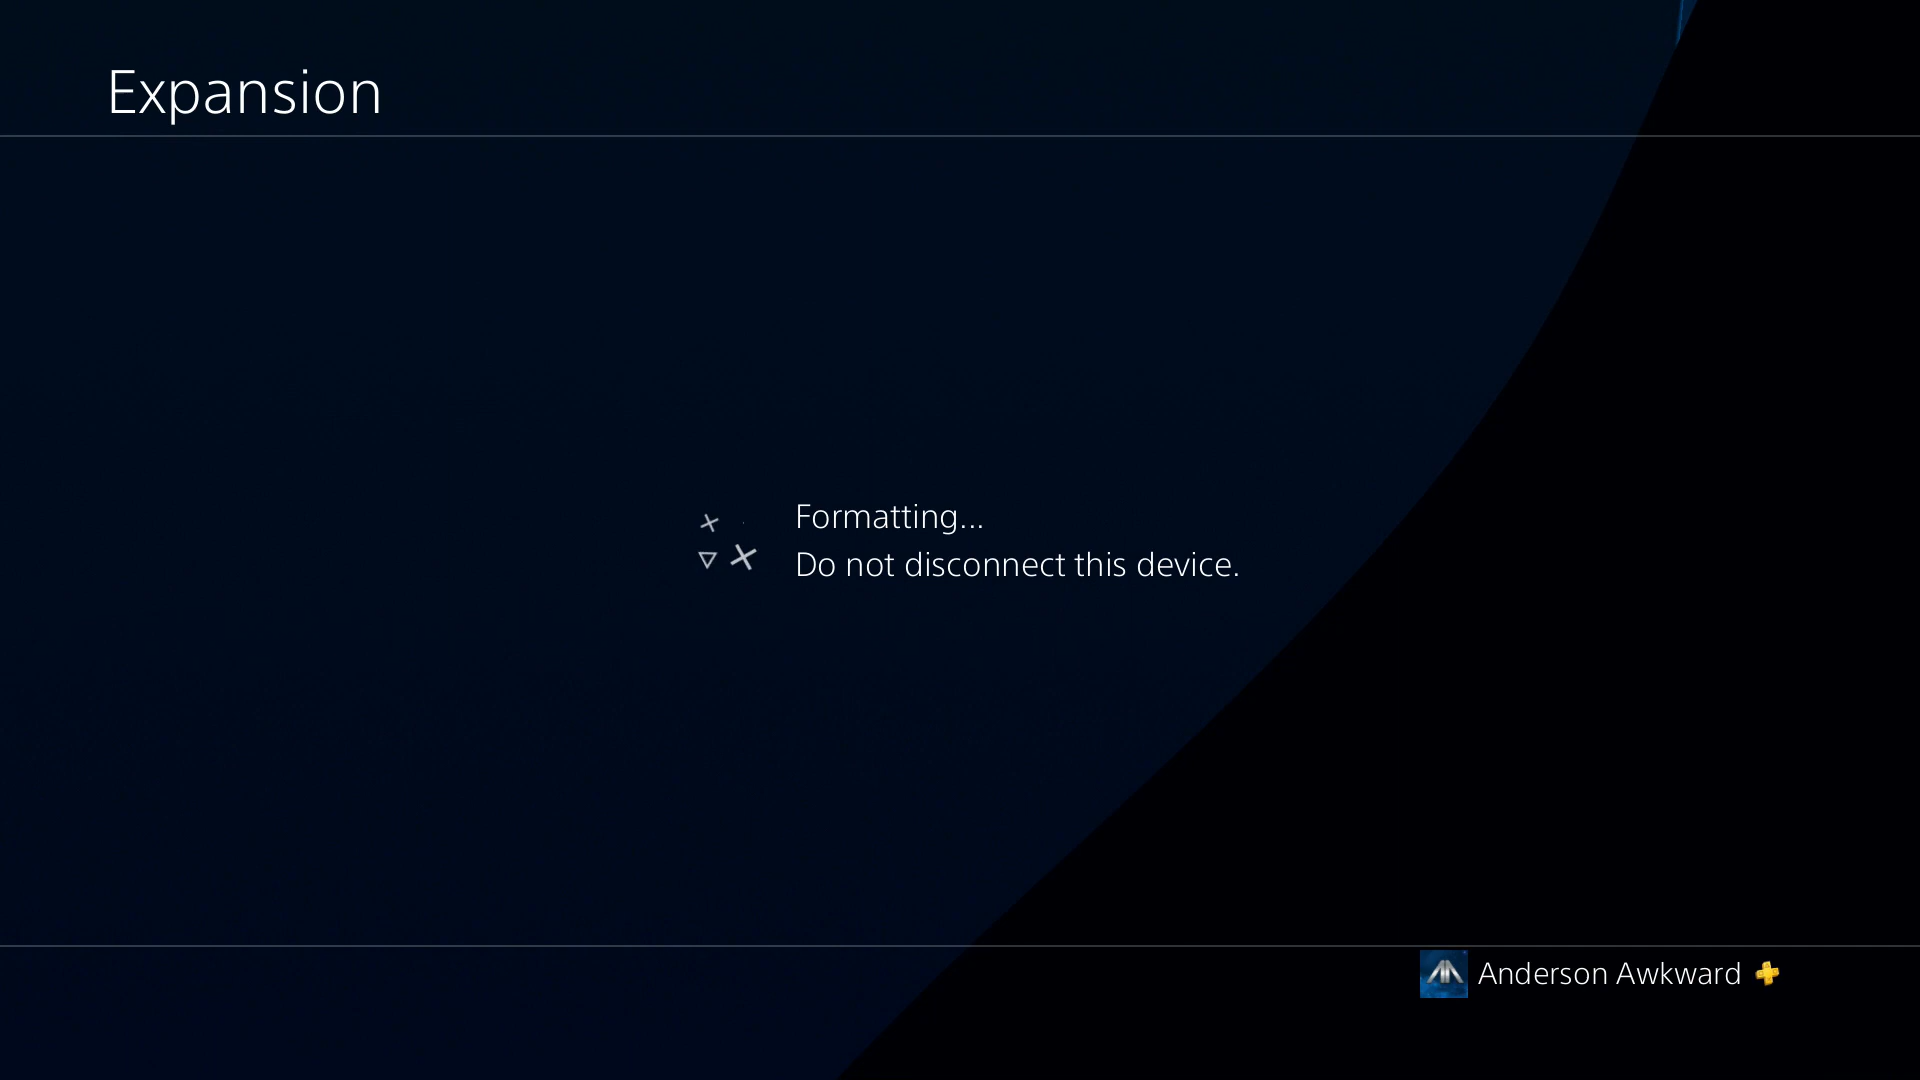 Expansion
Formatting...
Do not disconnect this device.
Anderson Awkward